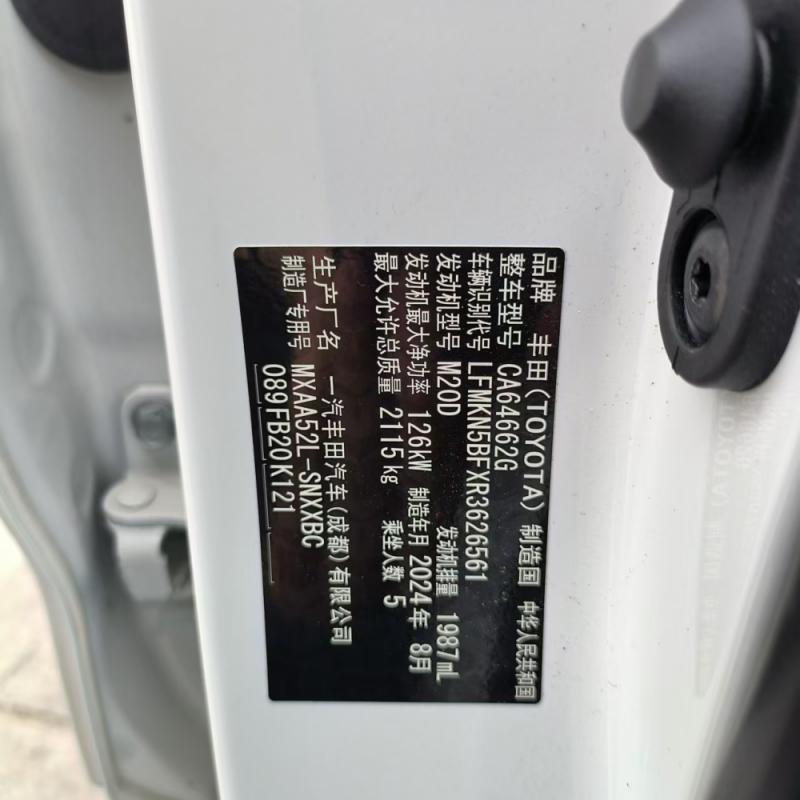 品牌 丰田(TOYOTA) 制造国 中华人民共和国
整车型号 CA64662G
车辆识别代号 LFMKN5BFXR3626561
发动机型号 M20D 发动机排量 1987mL
发动机最大净功率 126kW 制造年月 2024年 8月
最大允许总质量 2115kg 乘坐人数 5
生产厂名 一汽丰田汽车(成都)有限公司
制造厂专用号 MXAA52L-SNXXBC
089FB20K121